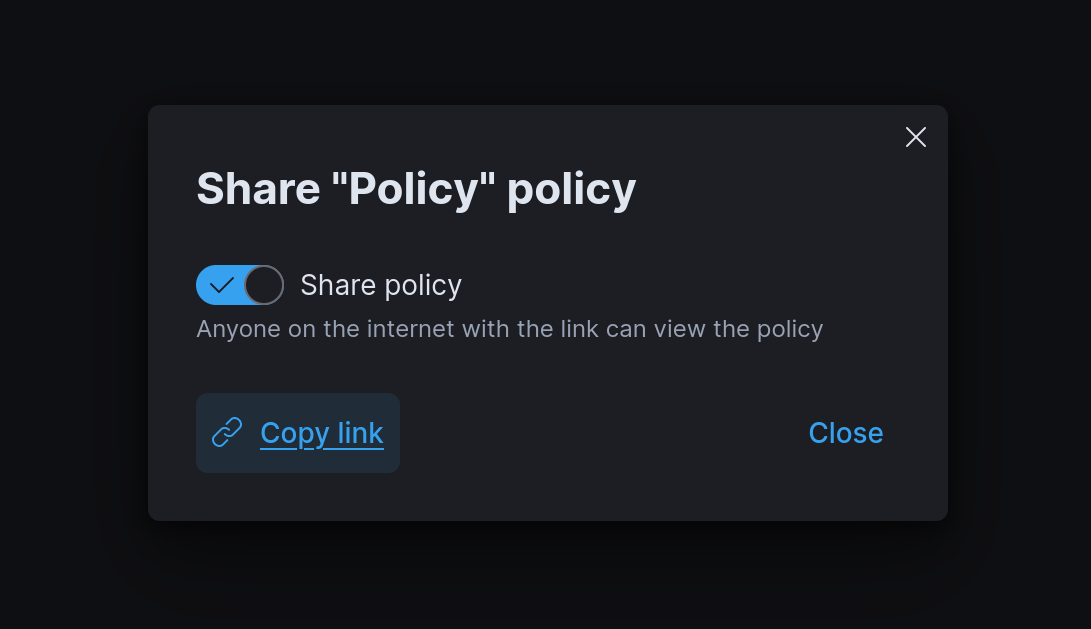 Share "Policy" policy
Share policy
Anyone on the internet with the link can view the policy
Copy link
Close